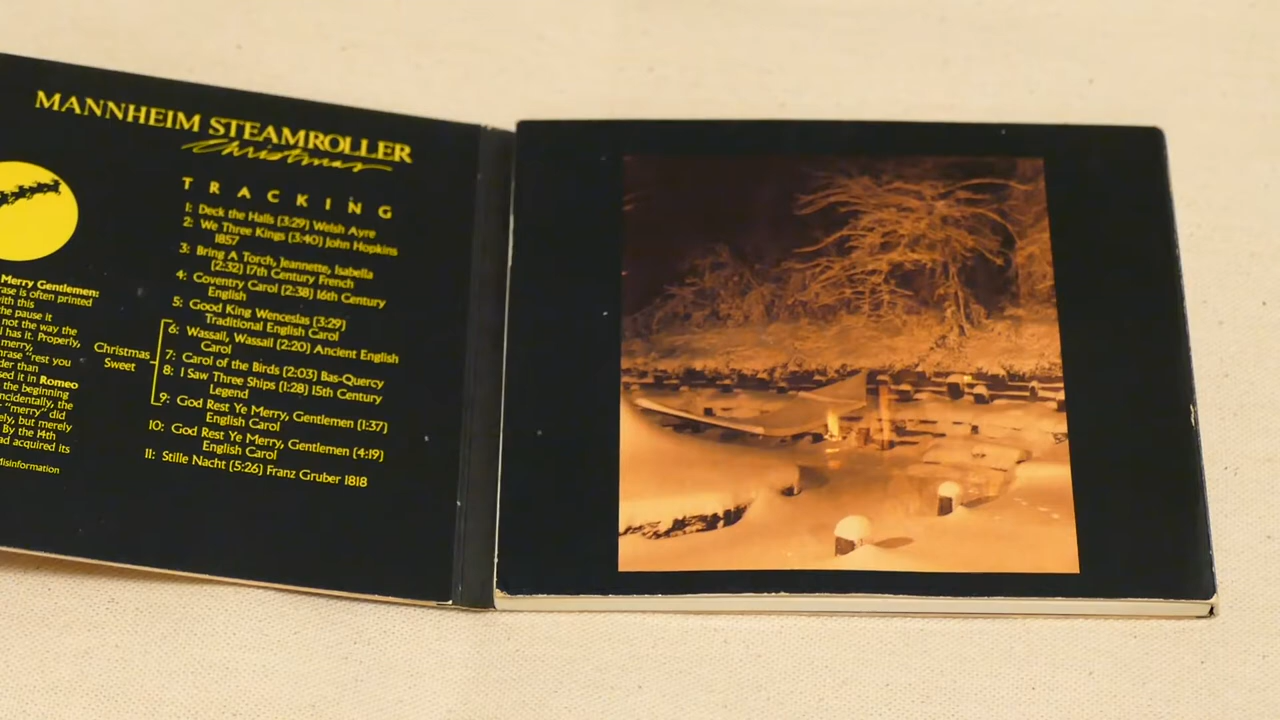 MANNHEIM STEAMROLLER
Christmas
TRACKING
1: Deck the Halls (3:29) Welsh Ayre
2: We Three Kings (3:40) John Hopkins
1857
3: Bring A Torch, Jeannette, Isabella
(2:32) 17th Century French
4: Coventry Carol (2:38) 16th Century
English
5: Good King Wenceslas (3:29)
Traditional English Carol
Christmas
Sweet
6: Wassail, Wassail (2:20) Ancient English
Carol
7: Carol of the Birds (2:03) Bas-Quercy
8: I Saw Three Ships (1:28) 15th Century
Legend
9: God Rest Ye Merry, Gentlemen (1:37)
English Carol
10: God Rest Ye Merry, Gentlemen (4:19)
English Carol
11: Stille Nacht (5:26) Franz Gruber 1818
Merry Gentlemen:
is often printed
with this
the pause it
not the way the
has it. Properly,
merry,
"rest you
than
it in Romeo
the beginning
incidentally, the
"merry" did
but merely
By the 14th
acquired its
Misinformation